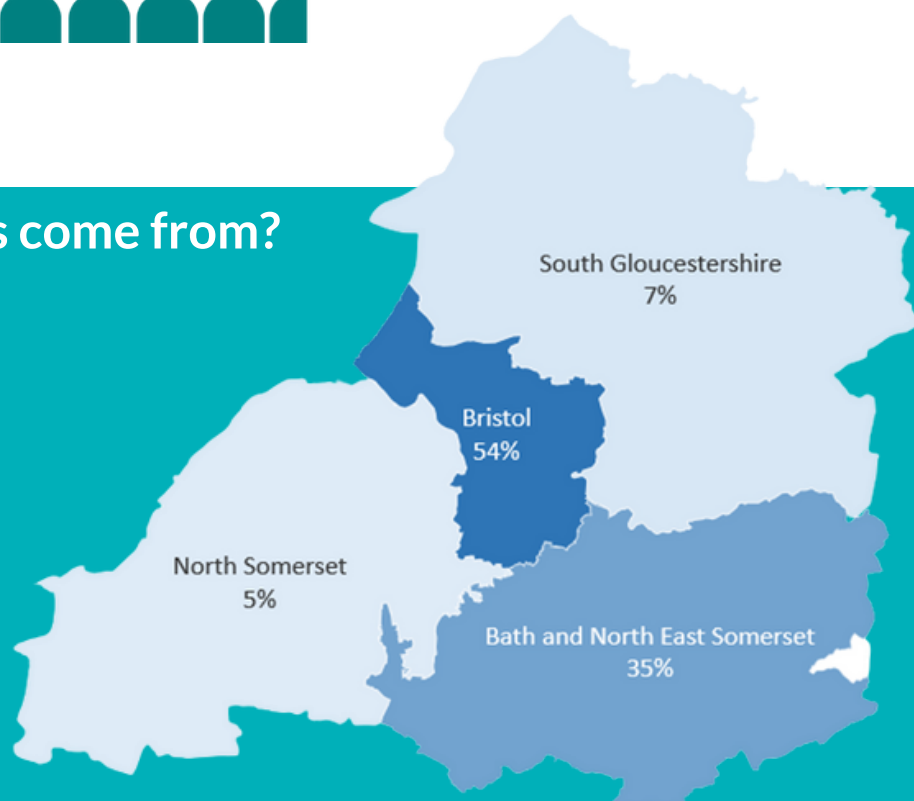 s come from?
South Gloucestershire
7%
Bristol
54%
North Somerset
5%
Bath and North East Somerset
35%